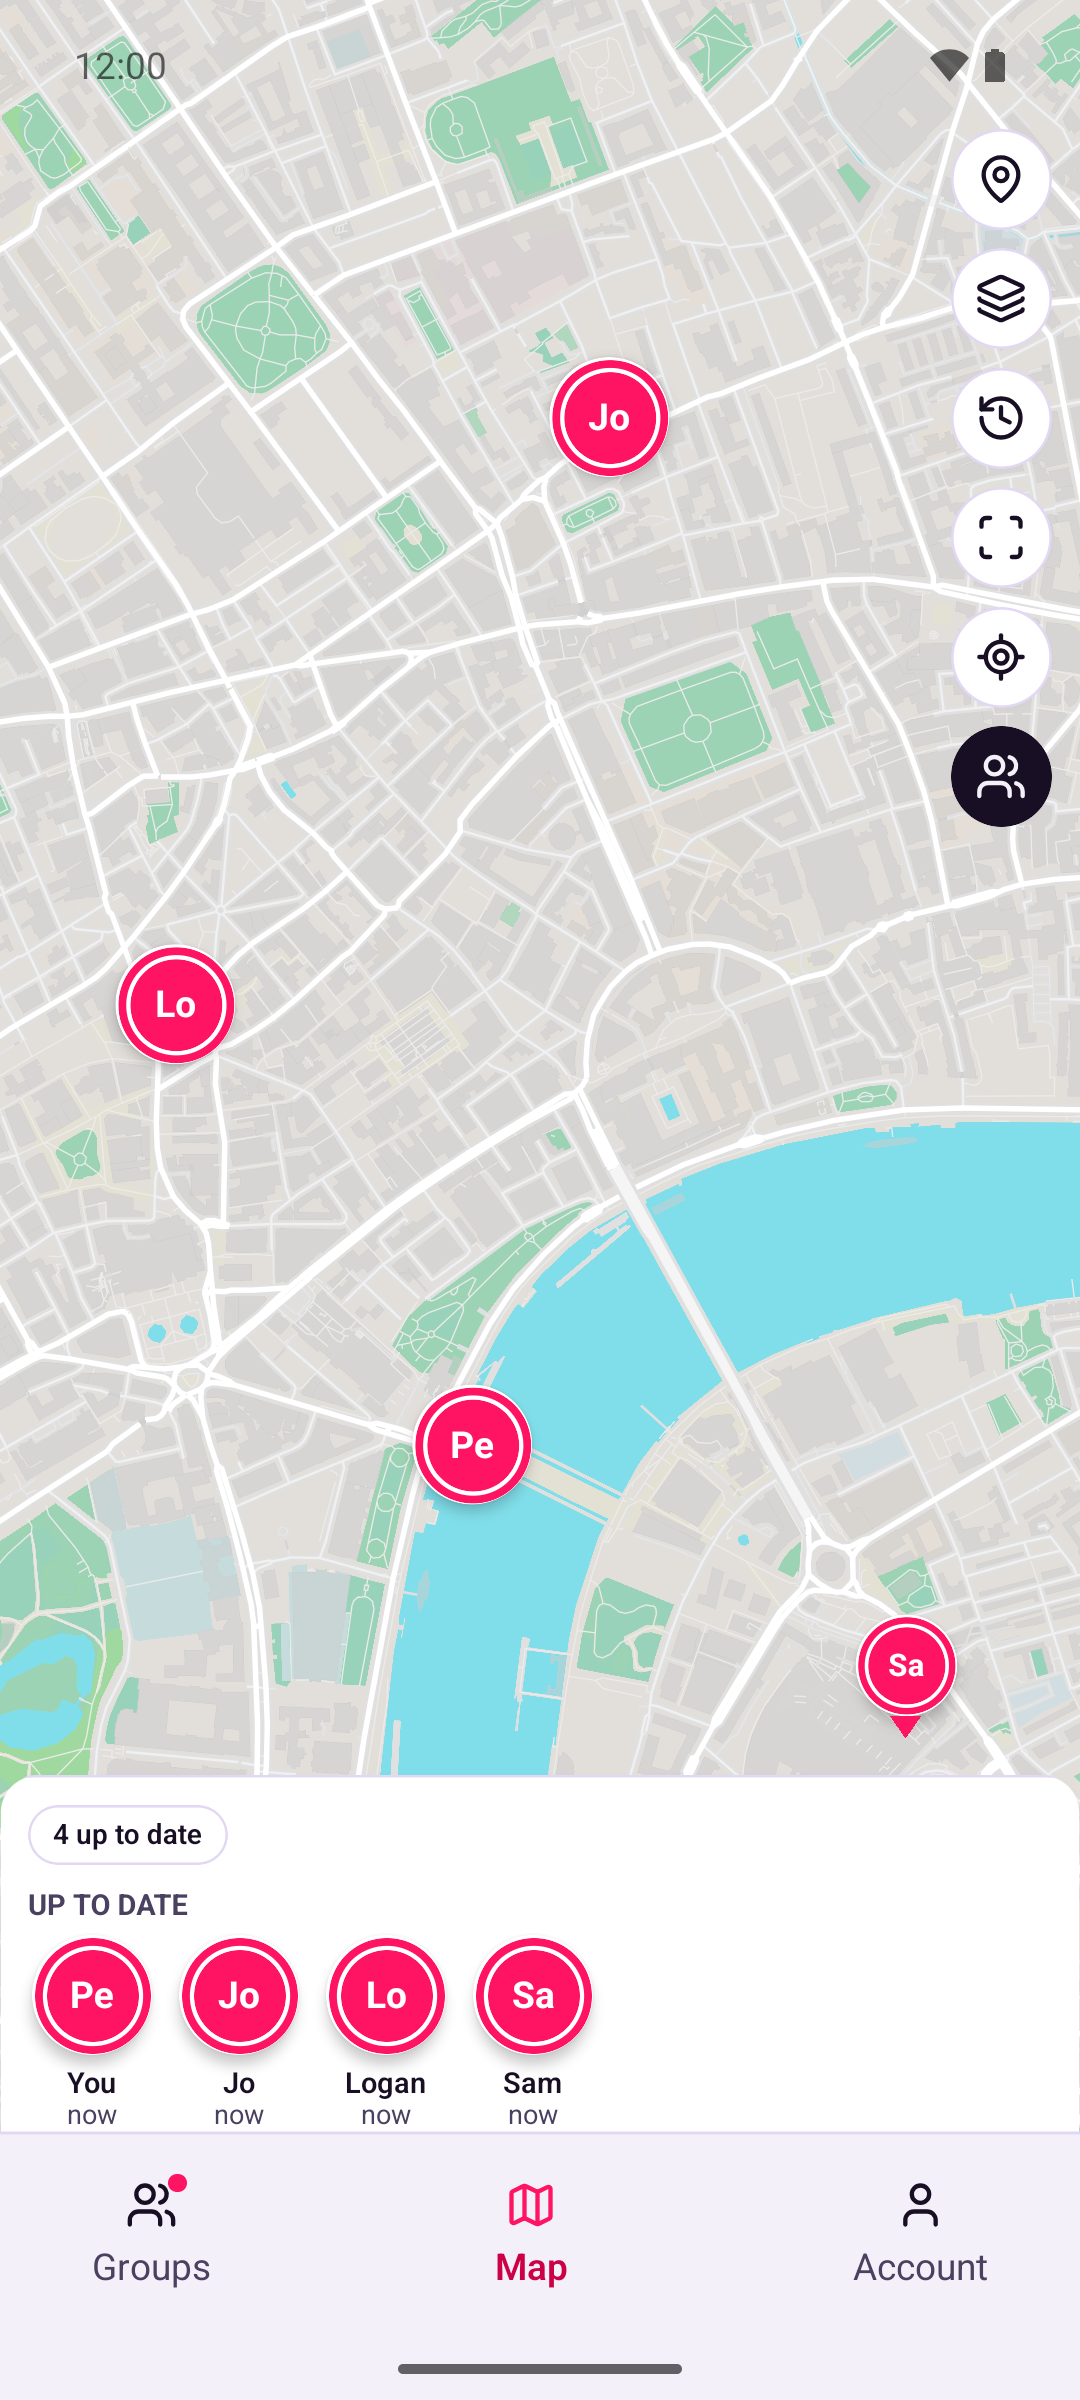 12:00
Jo
Lo
Pe
Sa
4 up to date
UP TO DATE
Pe Jo Lo Sa
You Jo Logan Sam
now now now now
Groups Map Account